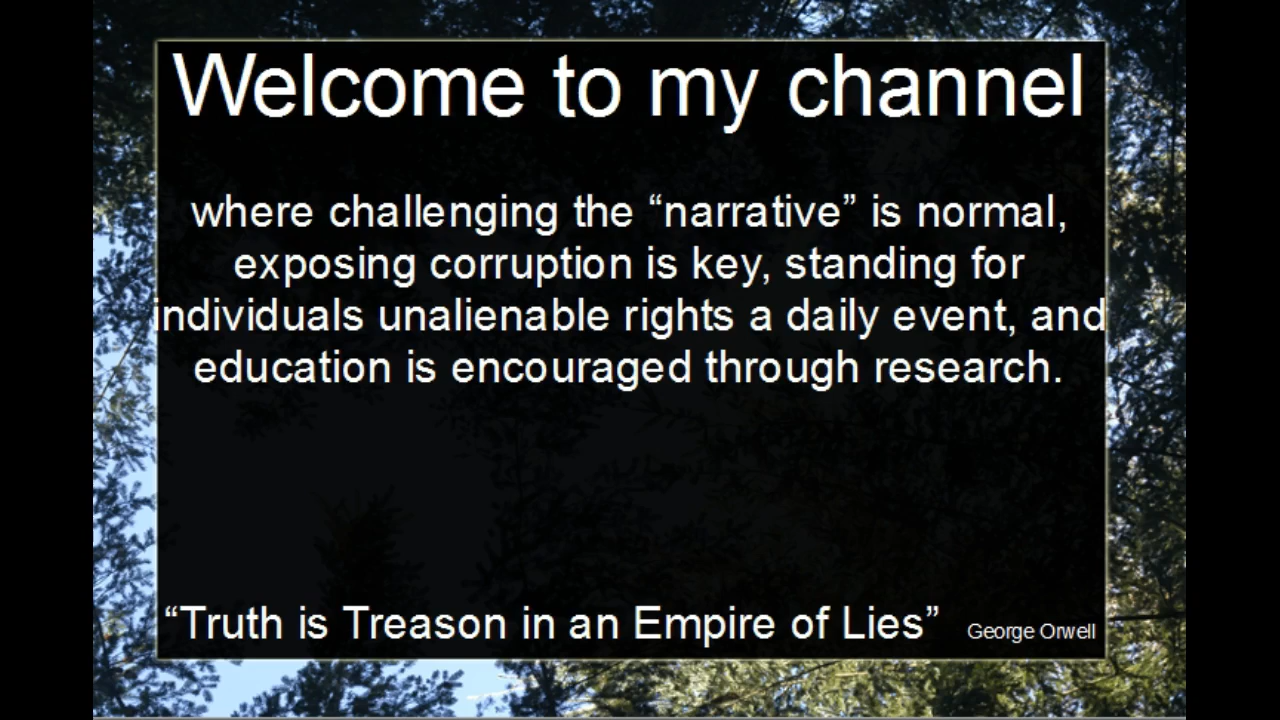 Welcome to my channel
where challenging the “narrative” is normal,
exposing corruption is key, standing for
individuals unalienable rights a daily event, and
education is encouraged through research.
“Truth is Treason in an Empire of Lies” George Orwell